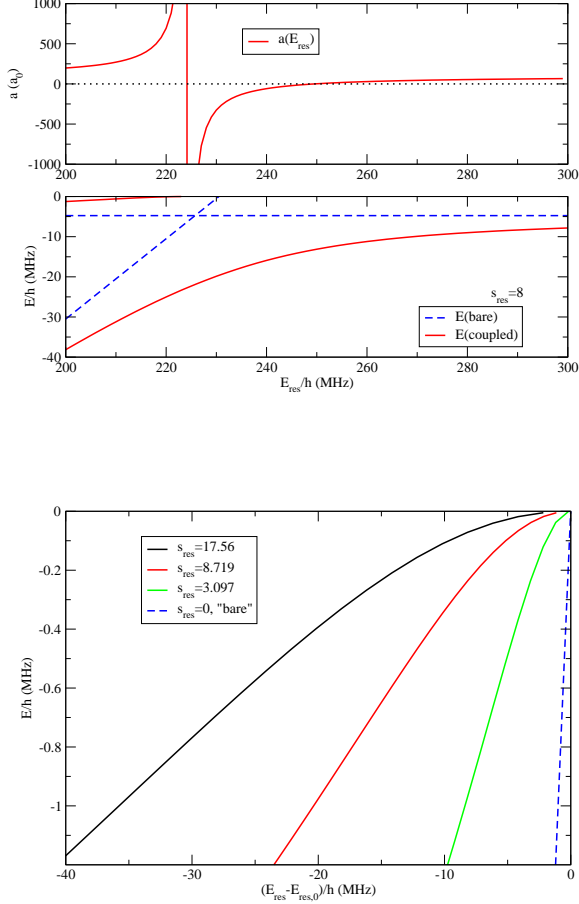 1000
500
0
-500
-1000
a (a0)
a(Eres)
200 220 240 260 280 300
0
-10
-20
-30
-40
E/h (MHz)
sres=8
E(bare)
E(coupled)
200 220 240 260 280 300
Eres/h (MHz)
0
-0.2
-0.4
-0.6
-0.8
-1
E/h (MHz)
sres=17.56
sres=8.719
sres=3.097
sres=0, "bare"
-40 -30 -20 -10 0
(Eres-Eres,0)/h (MHz)